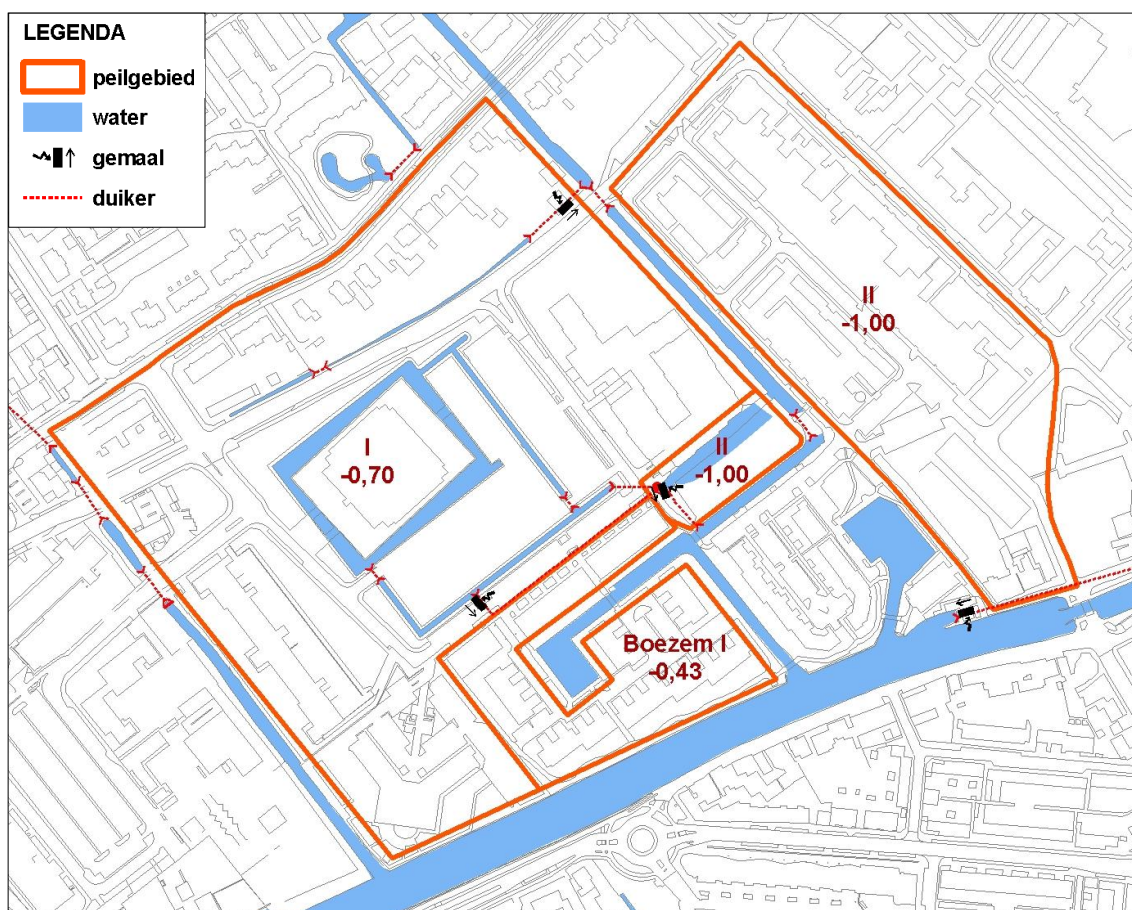 LEGENDA
peilgebied
water
gemaal
duiker
II
-1,00
I
-0,70
II
-1,00
Boezem I
-0,43